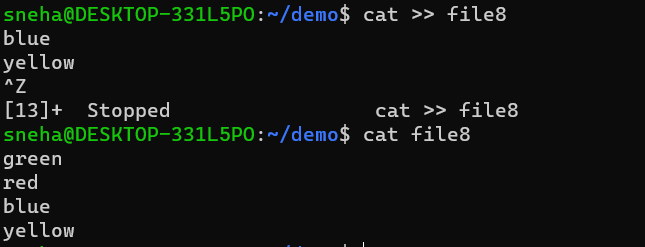 sneha@DESKTOP-331L5PO:~/demo$ cat >> file8
blue
yellow
^Z
[13]+  Stopped                 cat >> file8
sneha@DESKTOP-331L5PO:~/demo$ cat file8
green
red
blue
yellow